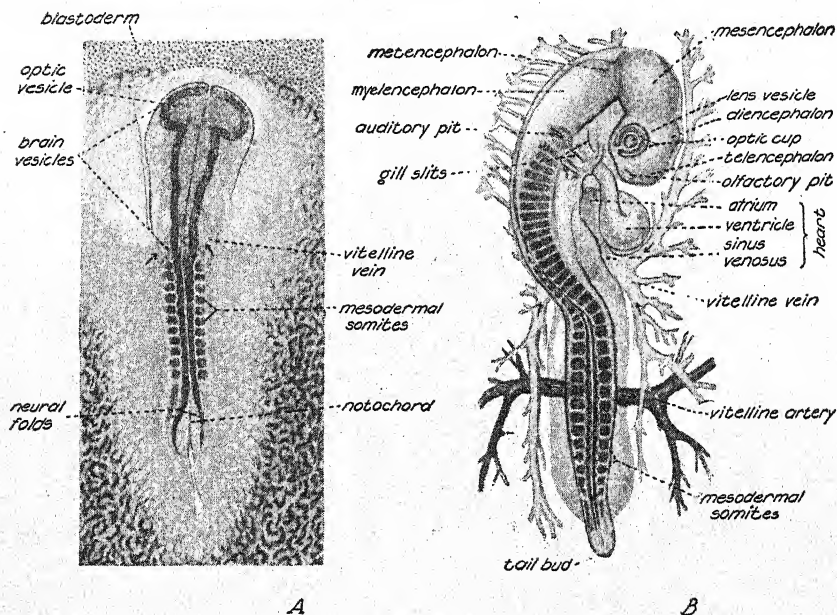 blastoderm
optic
vesicle
brain
vesicles
vitelline
vein
mesodermal
somites
neural
folds
notochord
A
metencephalon
mesencephalon
myelencephalon
lens vesicle
diencephalon
auditory pit
optic cup
telencephalon
gill slits
olfactory pit
atrium
ventricle
sinus
venosus
heart
vitelline vein
vitelline artery
mesodermal
somites
tail bud
B